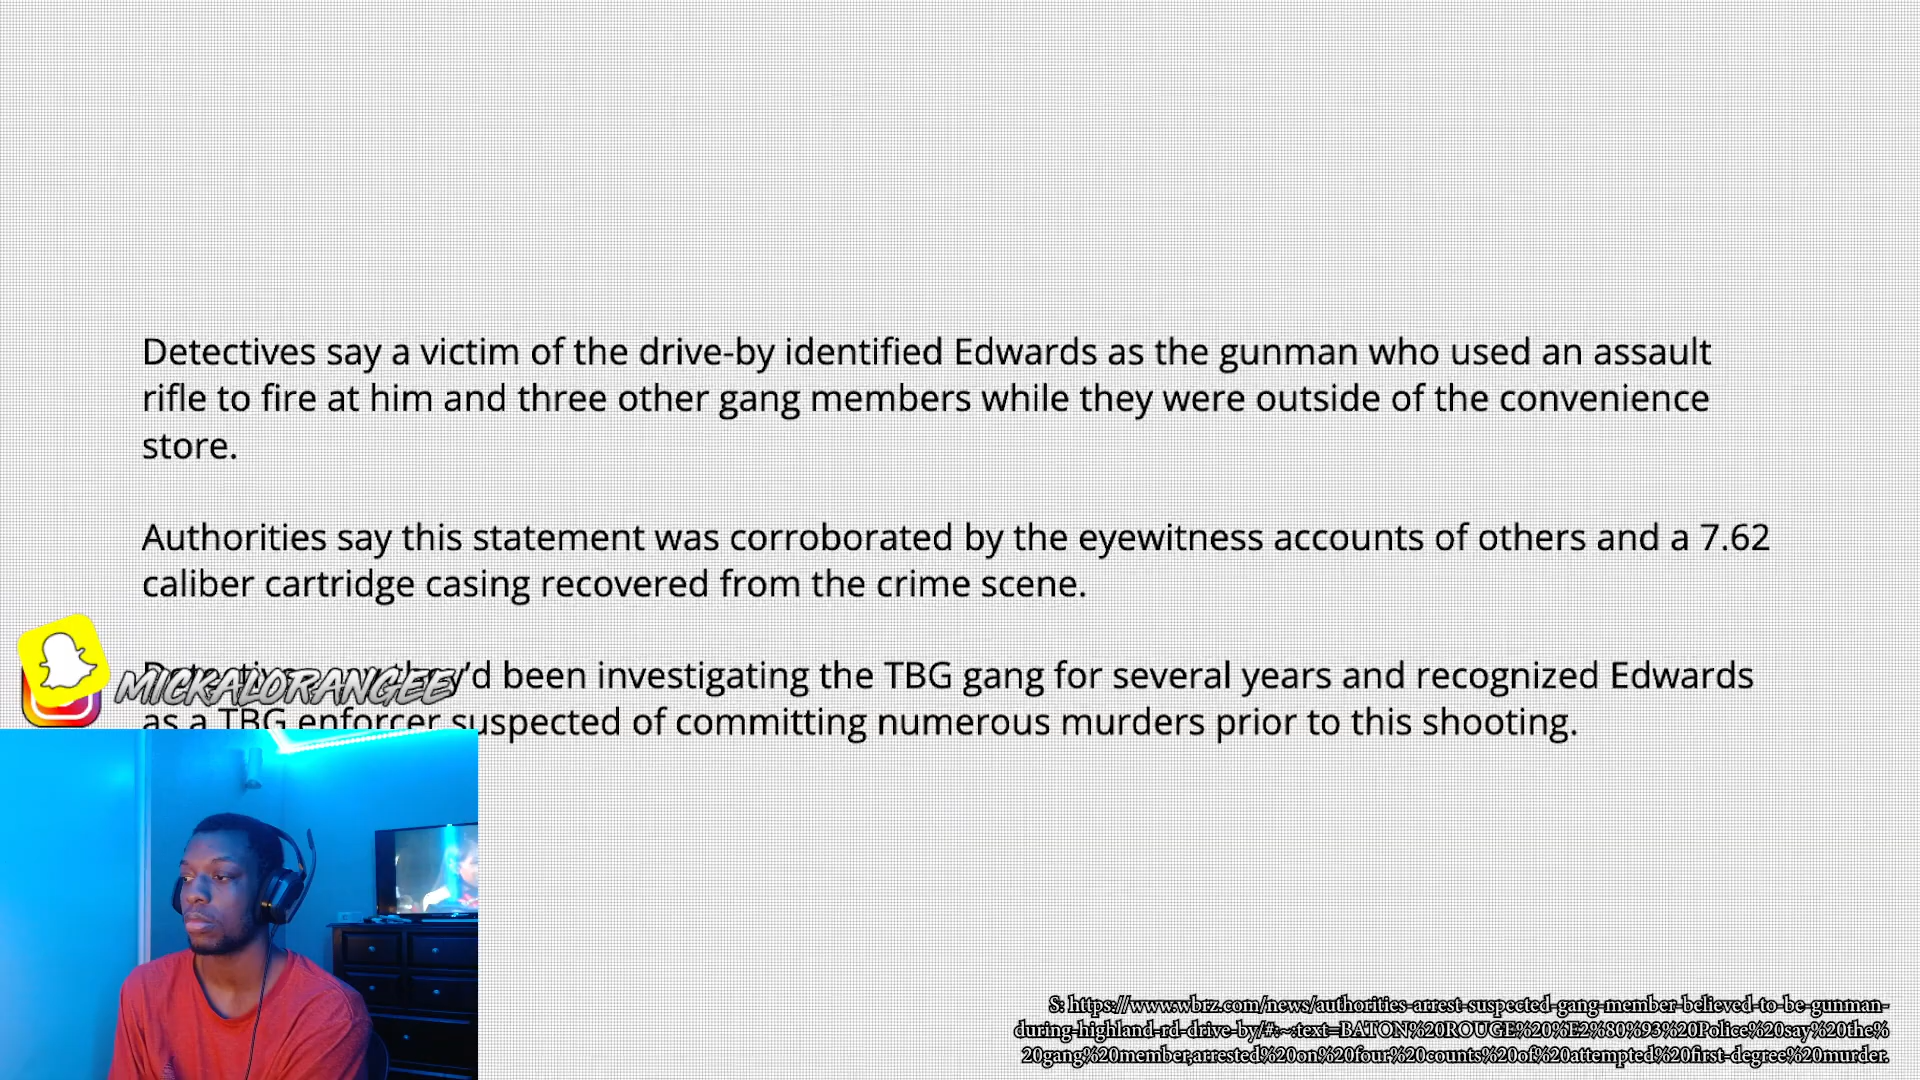 Detectives say a victim of the drive-by identified Edwards as the gunman who used an assault
rifle to fire at him and three other gang members while they were outside of the convenience
store.
Authorities say this statement was corroborated by the eyewitness accounts of others and a 7.62
caliber cartridge casing recovered from the crime scene.
been investigating the TBG gang for several years and recognized Edwards
MICKALORANGEE
as a TBG enforcer suspected of committing numerous murders prior to this shooting.
S: https://www.wbrz.com/news/authorities-arrest-suspected-gang-member-believed-to-be-gunman-
during-highland-rd-drive-by/#:~:text=BATON%20ROUGE%20%E2%80%93%20Police%20say%20the%
20gang%20member,arrested%20on%20four%20counts%20of%20attempted%20first-degree%20murder.